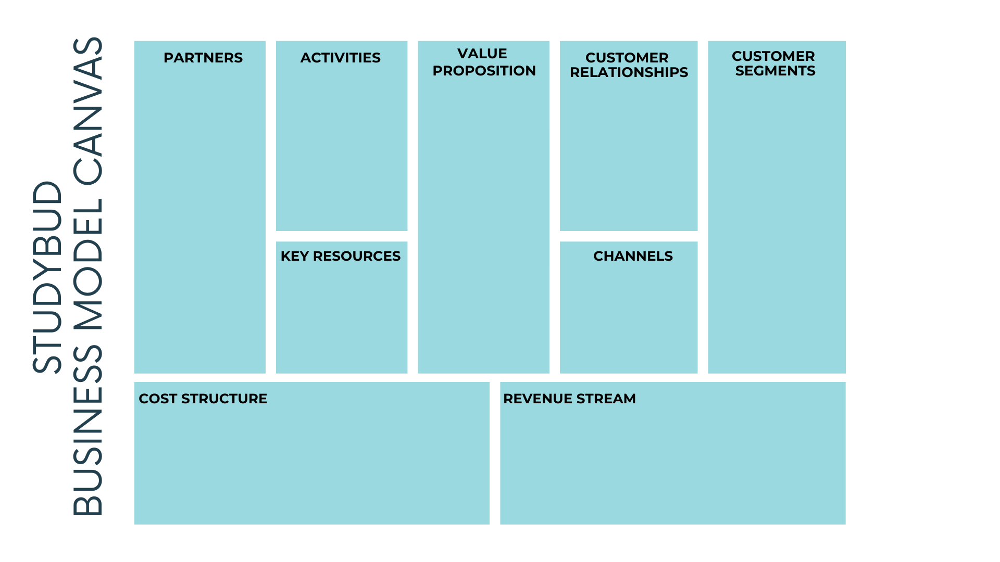 STUDYBUD
BUSINESS MODEL CANVAS
PARTNERS
ACTIVITIES
VALUE
PROPOSITION
CUSTOMER
RELATIONSHIPS
CUSTOMER
SEGMENTS
KEY RESOURCES
CHANNELS
COST STRUCTURE
REVENUE STREAM